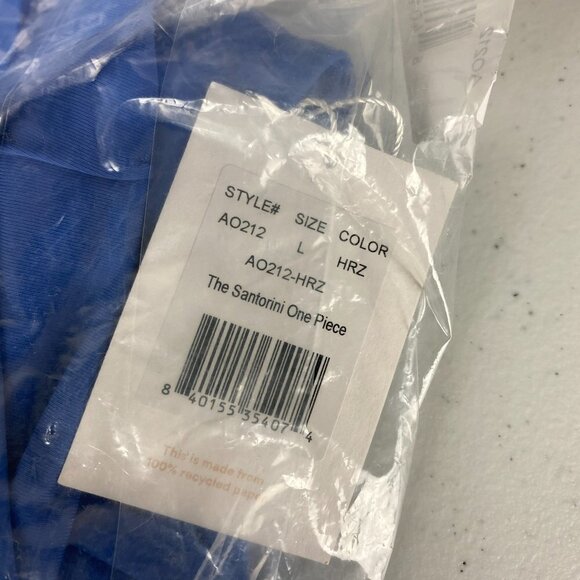 STYLE# SIZE COLOR
AO212 L HRZ
AO212-HRZ
The Santorini One Piece
8 40155 35407 4
This is made from
100% recycled paper